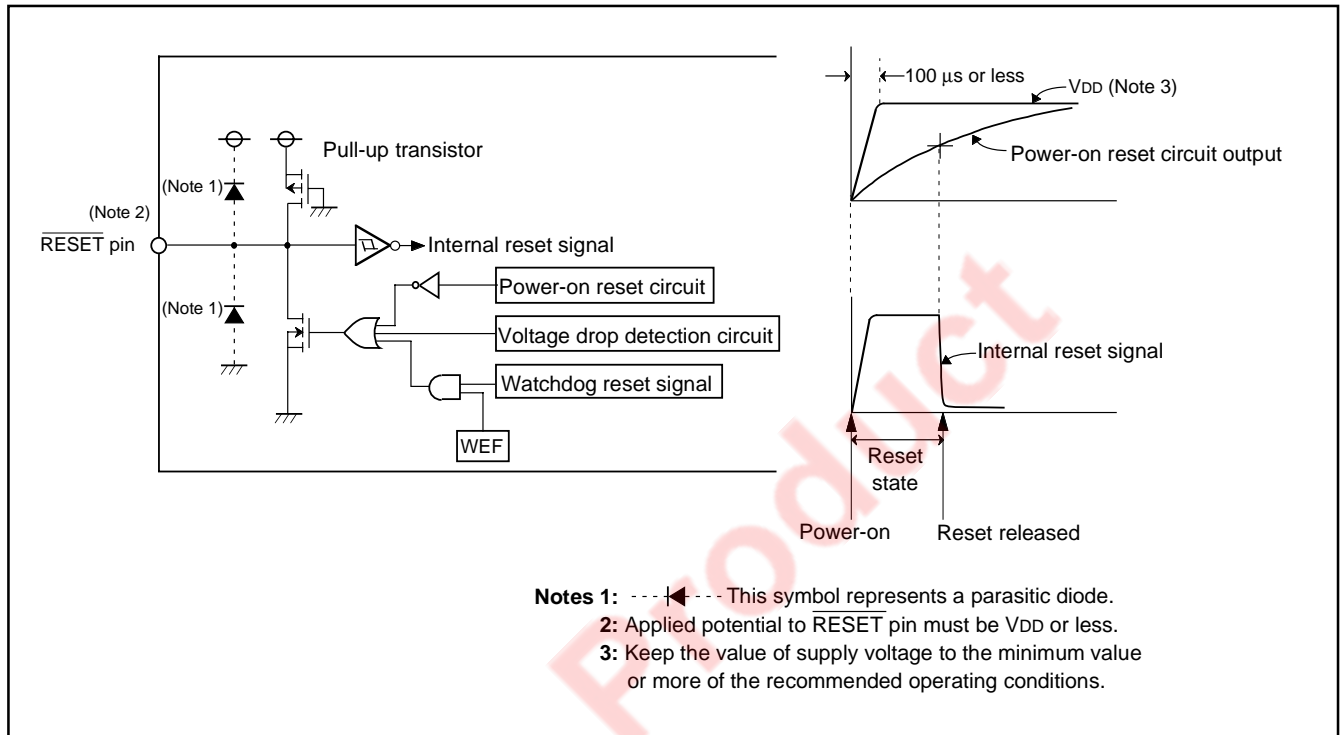 Pull-up transistor
(Note 1)
(Note 2)
RESET pin
Internal reset signal
Power-on reset circuit
(Note 1)
Voltage drop detection circuit
Watchdog reset signal
WEF
100 µs or less
VDD (Note 3)
Power-on reset circuit output
Internal reset signal
Reset
state
Power-on
Reset released
Notes 1: This symbol represents a parasitic diode.
2: Applied potential to RESET pin must be VDD or less.
3: Keep the value of supply voltage to the minimum value
or more of the recommended operating conditions.
Product